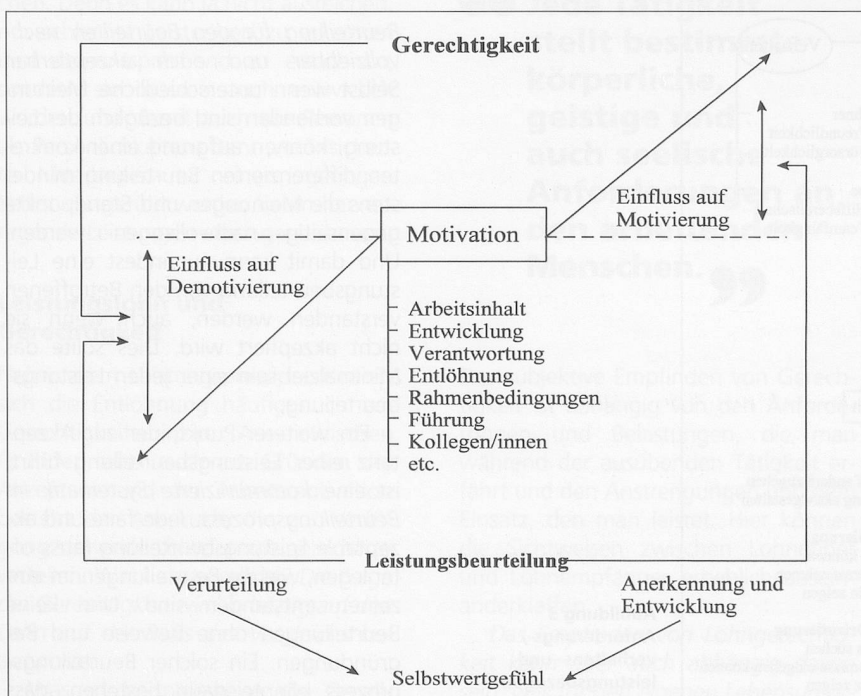 Gerechtigkeit
Einfluss auf
Motivierung
Motivation
Einfluss auf
Demotivierung
Arbeitsinhalt
Entwicklung
Verantwortung
Entlöhnung
Rahmenbedingungen
Führung
Kollegen/innen
etc.
Leistungsbeurteilung
Verurteilung
Anerkennung und
Entwicklung
Selbstwertgefühl